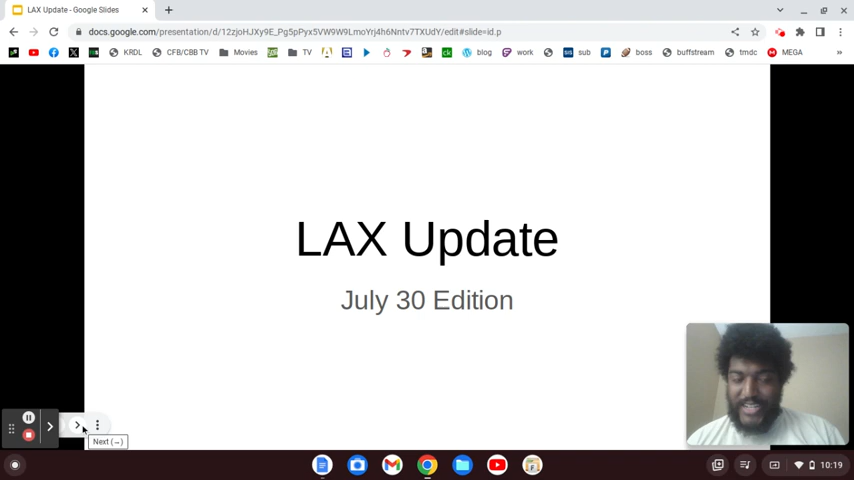 LAX Update - Google Slides
docs.google.com/presentation/d/12zjoHJXy9E_Pg5pPyx5VW9W9LmoYrj4h6Nntv7TXUdY/edit#slide=id.p
KRDL CFB/CBB TV Movies TV blog work sub boss buffstream tmdc MEGA »
LAX Update
July 30 Edition
Next (→)
10:19